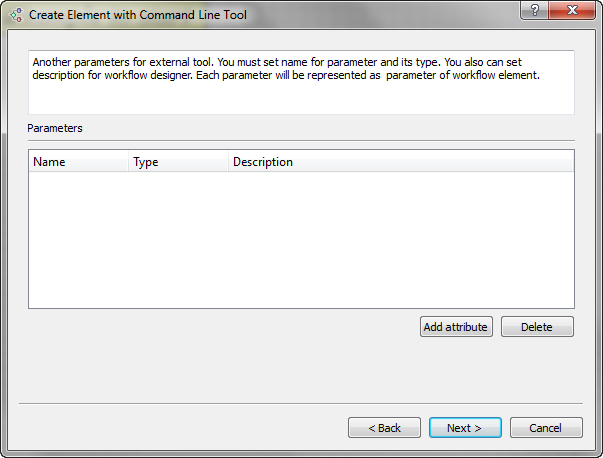 Create Element with Command Line Tool
Another parameters for external tool. You must set name for parameter and its type. You also can set
description for workflow designer. Each parameter will be represented as  parameter of workflow element.
Parameters
Name Type Description
Add attribute Delete
< Back Next > Cancel